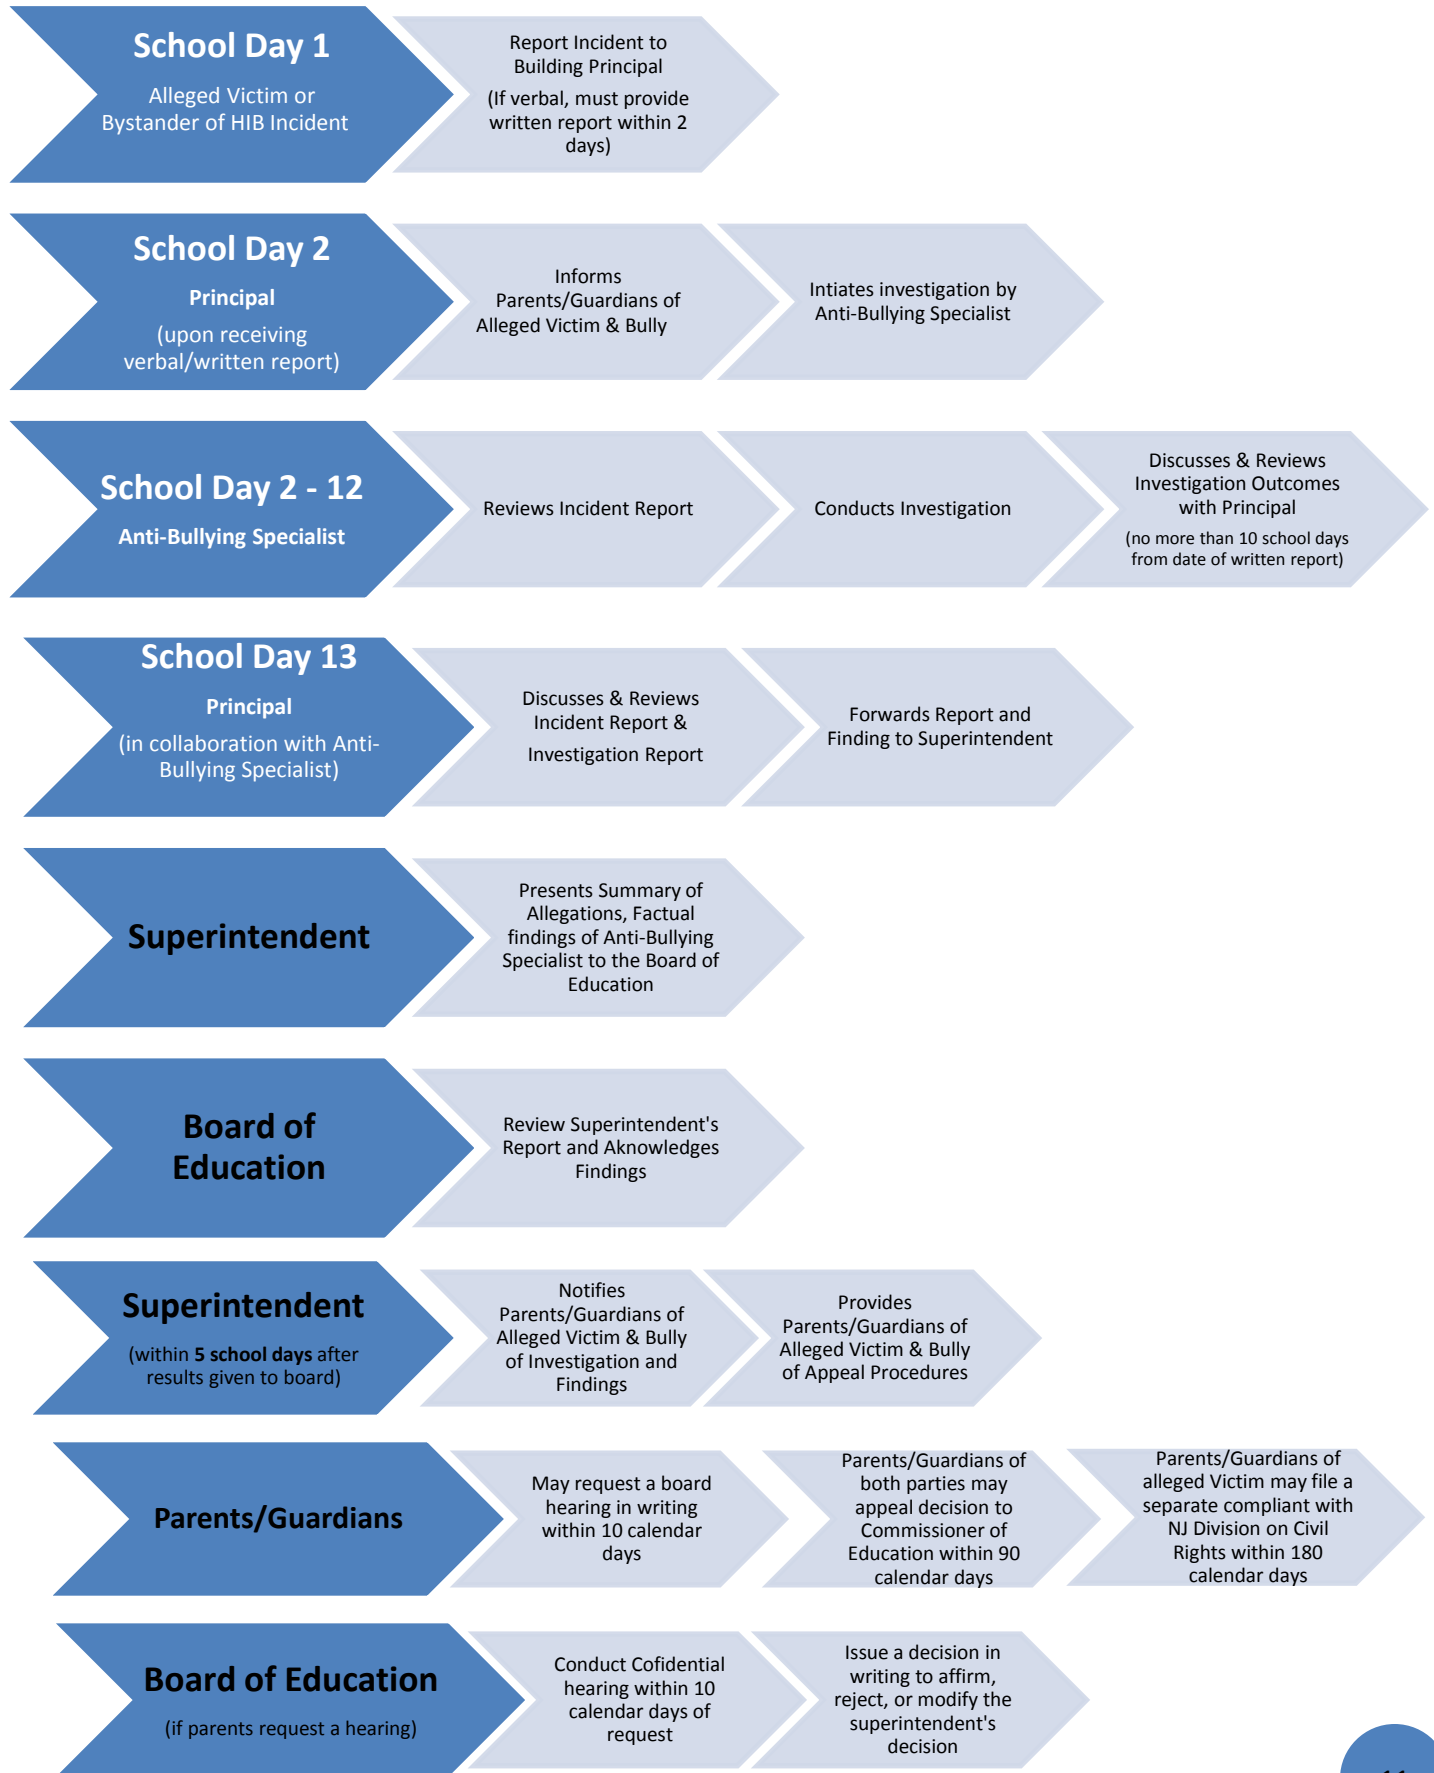 School Day 1
Alleged Victim or
Bystander of HIB Incident
Report Incident to
Building Principal
(If verbal, must provide
written report within 2
days)
School Day 2
Principal
(upon receiving
verbal/written report)
Informs
Parents/Guardians of
Alleged Victim & Bully
Intiates investigation by
Anti-Bullying Specialist
School Day 2 - 12
Anti-Bullying Specialist
Reviews Incident Report
Conducts Investigation
Discusses & Reviews
Investigation Outcomes
with Principal
(no more than 10 school days
from date of written report)
School Day 13
Principal
(in collaboration with Anti-
Bullying Specialist)
Discusses & Reviews
Incident Report &
Investigation Report
Forwards Report and
Finding to Superintendent
Superintendent
Presents Summary of
Allegations, Factual
findings of Anti-Bullying
Specialist to the Board of
Education
Board of
Education
Review Superintendent's
Report and Aknowledges
Findings
Superintendent
(within 5 school days after
results given to board)
Notifies
Parents/Guardians of
Alleged Victim & Bully
of Investigation and
Findings
Provides
Parents/Guardians of
Alleged Victim & Bully
of Appeal Procedures
Parents/Guardians
May request a board
hearing in writing
within 10 calendar
days
Parents/Guardians of
both parties may
appeal decision to
Commissioner of
Education within 90
calendar days
Parents/Guardians of
alleged Victim may file a
separate compliant with
NJ Division on Civil
Rights within 180
calendar days
Board of Education
(if parents request a hearing)
Conduct Cofidential
hearing within 10
calendar days of
request
Issue a decision in
writing to affirm,
reject, or modify the
superintendent's
decision